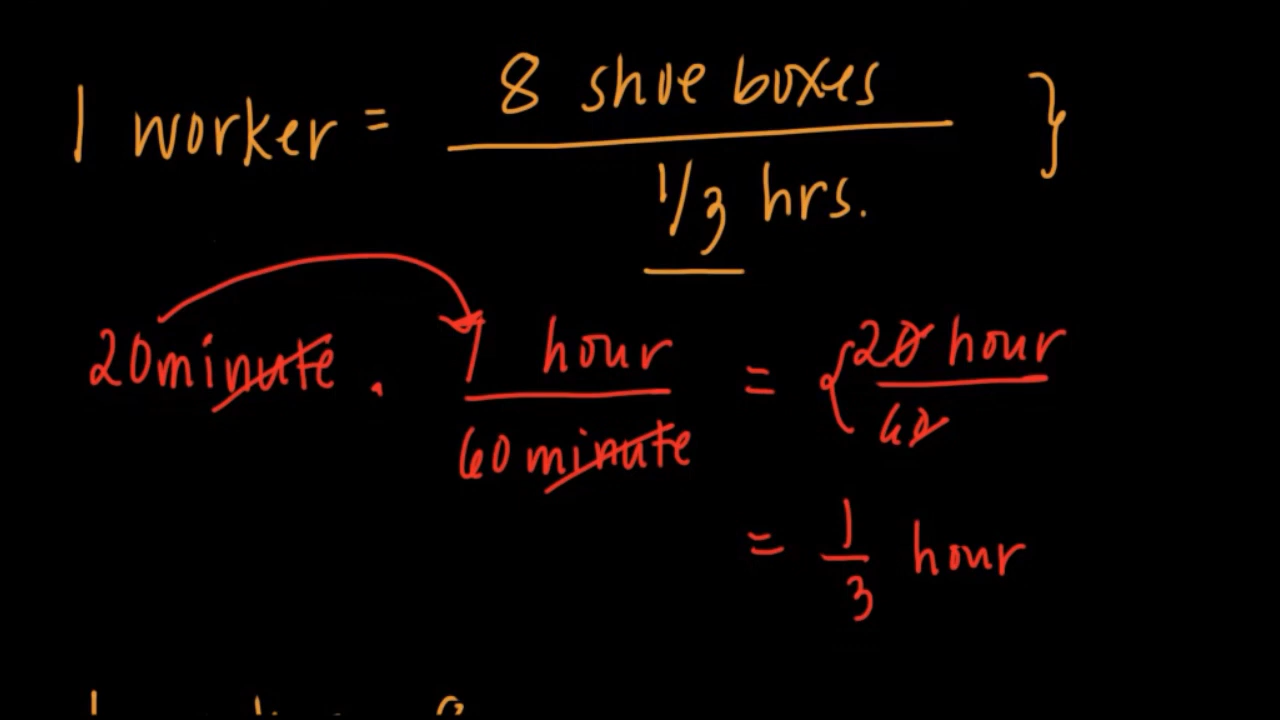 1 worker = 8 shoe boxes }
1/3 hrs.
20 minute . 1 hour = { 20 hour
60 minute 60
= 1 hour
3